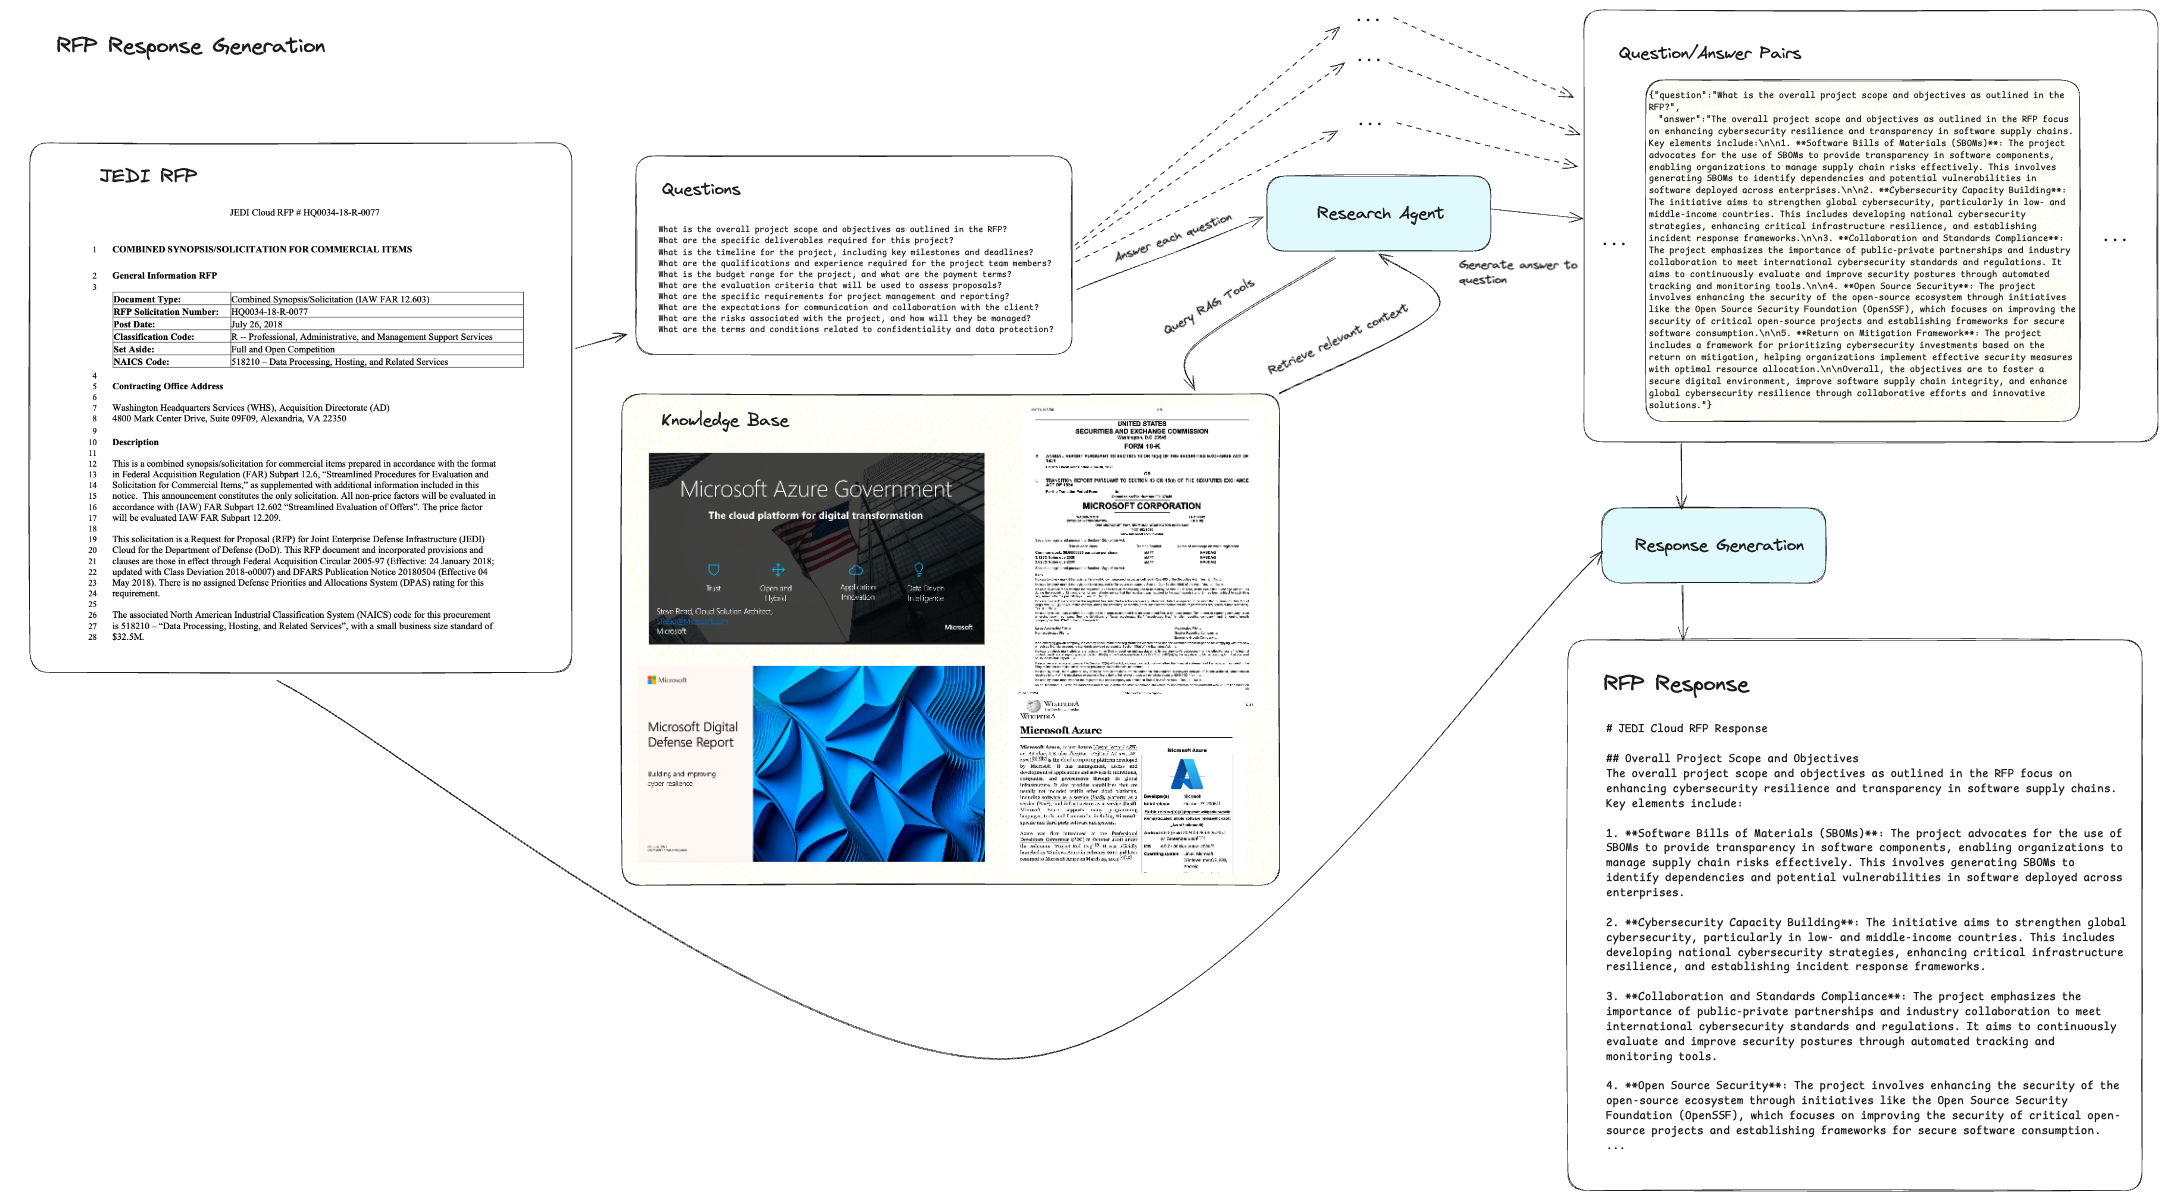 RFP Response Generation
JEDI RFP
JEDI Cloud RFP # HQ0034-18-R-0077
1 COMBINED SYNOPSIS/SOLICITATION FOR COMMERCIAL ITEMS
2 General Information RFP
3
Document Type: Combined Synopsis/Solicitation (IAW FAR 12.603)
RFP Solicitation Number: HQ0034-18-R-0077
Post Date: July 26, 2018
Classification Code: R -- Professional, Administrative, and Management Support Services
Set Aside: Full and Open Competition
NAICS Code: 518210 – Data Processing, Hosting, and Related Services
4
5 Contracting Office Address
6
7 Washington Headquarters Services (WHS), Acquisition Directorate (AD)
8 4800 Mark Center Drive, Suite 09F09, Alexandria, VA 22350
9
10 Description
11
12 This is a combined synopsis/solicitation for commercial items prepared in accordance with the format
13 in Federal Acquisition Regulation (FAR) Subpart 12.6, “Streamlined Procedures for Evaluation and
14 Solicitation for Commercial Items,” as supplemented with additional information included in this
15 notice.  This announcement constitutes the only solicitation. All non-price factors will be evaluated in
16 accordance with (IAW) FAR Subpart 12.602 “Streamlined Evaluation of Offers”. The price factor
17 will be evaluated IAW FAR Subpart 12.209.
18
19 This solicitation is a Request for Proposal (RFP) for Joint Enterprise Defense Infrastructure (JEDI)
20 Cloud for the Department of Defense (DoD). This RFP document and incorporated provisions and
21 clauses are those in effect through Federal Acquisition Circular 2005-97 (Effective: 24 January 2018;
22 updated with Class Deviation 2018-o0007) and DFARS Publication Notice 20180504 (Effective 04
23 May 2018). There is no assigned Defense Priorities and Allocations System (DPAS) rating for this
24 requirement.
25
26 The associated North American Industrial Classification System (NAICS) code for this procurement
27 is 518210 – “Data Processing, Hosting, and Related Services”, with a small business size standard of
28 $32.5M.
Questions
What is the overall project scope and objectives as outlined in the RFP?
What are the specific deliverables required for this project?
What is the timeline for the project, including key milestones and deadlines?
What are the qualifications and experience required for the project team members?
What is the budget range for the project, and what are the payment terms?
What are the evaluation criteria that will be used to assess proposals?
What are the specific requirements for project management and reporting?
What are the expectations for communication and collaboration with the client?
What are the risks associated with the project, and how will they be managed?
What are the terms and conditions related to confidentiality and data protection?
Answer each question
...
...
...
Research Agent
Query RAG Tools
Retrieve relevant context
Generate answer to
question
Knowledge Base
Microsoft Azure Government
The cloud platform for digital transformation
Trust
Open and
Hybrid
Application
Innovation
Data Driven
Intelligence
Steve Read, Cloud Solution Architect,
Microsoft
Microsoft
Microsoft
Microsoft Digital
Defense Report
Building and improving
cyber resilience
UNITED STATES
SECURITIES AND EXCHANGE COMMISSION
Washington, D.C. 20549
FORM 10-K
MICROSOFT CORPORATION
WIKIPEDIA
Microsoft Azure
Microsoft Azure
Question/Answer Pairs
...
{"question":"What is the overall project scope and objectives as outlined in the
RFP?",
"answer":"The overall project scope and objectives as outlined in the RFP focus
on enhancing cybersecurity resilience and transparency in software supply chains.
Key elements include:\n\n1. **Software Bills of Materials (SBOMs)**: The project
advocates for the use of SBOMs to provide transparency in software components,
enabling organizations to manage supply chain risks effectively. This involves
generating SBOMs to identify dependencies and potential vulnerabilities in
software deployed across enterprises.\n\n2. **Cybersecurity Capacity Building**:
The initiative aims to strengthen global cybersecurity, particularly in low- and
middle-income countries. This includes developing national cybersecurity
strategies, enhancing critical infrastructure resilience, and establishing
incident response frameworks.\n\n3. **Collaboration and Standards Compliance**:
The project emphasizes the importance of public-private partnerships and industry
collaboration to meet international cybersecurity standards and regulations. It
aims to continuously evaluate and improve security postures through automated
tracking and monitoring tools.\n\n4. **Open Source Security**: The project
involves enhancing the security of the open-source ecosystem through initiatives
like the Open Source Security Foundation (OpenSSF), which focuses on improving the
security of critical open-source projects and establishing frameworks for secure
software consumption.\n\n5. **Return on Mitigation Framework**: The project
includes a framework for prioritizing cybersecurity investments based on the
return on mitigation, helping organizations implement effective security measures
with optimal resource allocation.\n\nOverall, the objectives are to foster a
secure digital environment, improve software supply chain integrity, and enhance
global cybersecurity resilience through collaborative efforts and innovative
solutions."}
...
Response Generation
RFP Response
# JEDI Cloud RFP Response
## Overall Project Scope and Objectives
The overall project scope and objectives as outlined in the RFP focus on
enhancing cybersecurity resilience and transparency in software supply chains.
Key elements include:
1. **Software Bills of Materials (SBOMs)**: The project advocates for the use of
SBOMs to provide transparency in software components, enabling organizations to
manage supply chain risks effectively. This involves generating SBOMs to
identify dependencies and potential vulnerabilities in software deployed across
enterprises.
2. **Cybersecurity Capacity Building**: The initiative aims to strengthen global
cybersecurity, particularly in low- and middle-income countries. This includes
developing national cybersecurity strategies, enhancing critical infrastructure
resilience, and establishing incident response frameworks.
3. **Collaboration and Standards Compliance**: The project emphasizes the
importance of public-private partnerships and industry collaboration to meet
international cybersecurity standards and regulations. It aims to continuously
evaluate and improve security postures through automated tracking and
monitoring tools.
4. **Open Source Security**: The project involves enhancing the security of the
open-source ecosystem through initiatives like the Open Source Security
Foundation (OpenSSF), which focuses on improving the security of critical open-
source projects and establishing frameworks for secure software consumption.
...